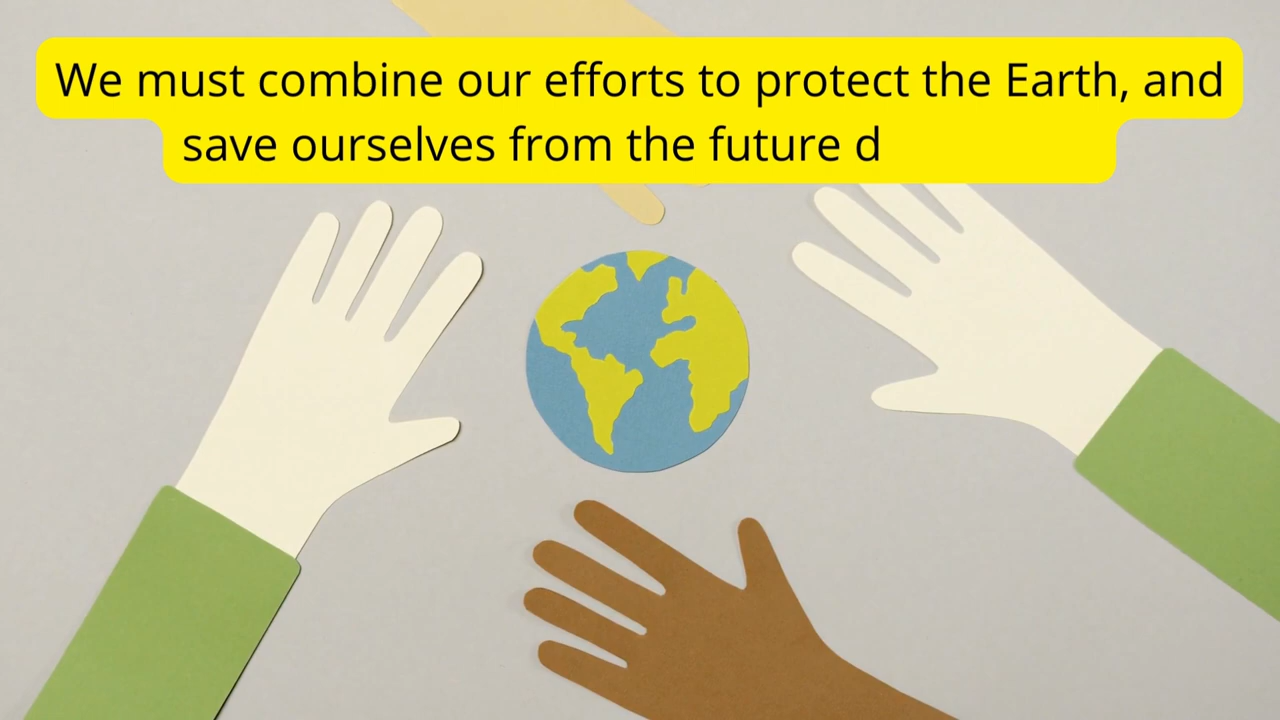 We must combine our efforts to protect the Earth, and
save ourselves from the future d